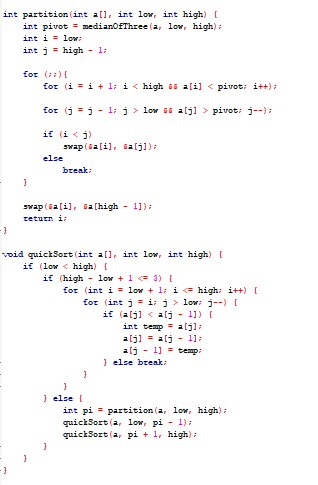 int partition(int a[], int low, int high) {
    int pivot = medianOfThree(a, low, high);
    int i = low;
    int j = high - 1;

    for (;;){
        for (i = i + 1; i < high && a[i] < pivot; i++);

        for (j = j - 1; j > low && a[j] > pivot; j--);

        if (i < j)
            swap(&a[i], &a[j]);
        else
            break;
    }

    swap(&a[i], &a[high - 1]);
    return i;
}

void quickSort(int a[], int low, int high) {
    if (low < high) {
        if (high - low + 1 <= 3) {
            for (int i = low + 1; i <= high; i++) {
                for (int j = i; j > low; j--) {
                    if (a[j] < a[j - 1]) {
                        int temp = a[j];
                        a[j] = a[j - 1];
                        a[j - 1] = temp;
                    } else break;
                }
            }
        } else {
            int pi = partition(a, low, high);
            quickSort(a, low, pi - 1);
            quickSort(a, pi + 1, high);
        }
    }
}